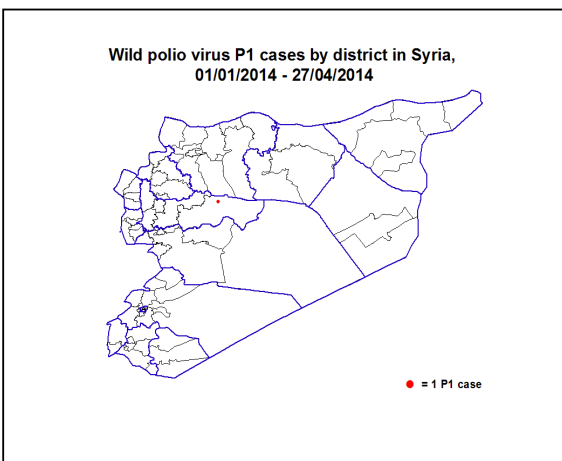 Wild polio virus P1 cases by district in Syria,
01/01/2014 - 27/04/2014
= 1 P1 case